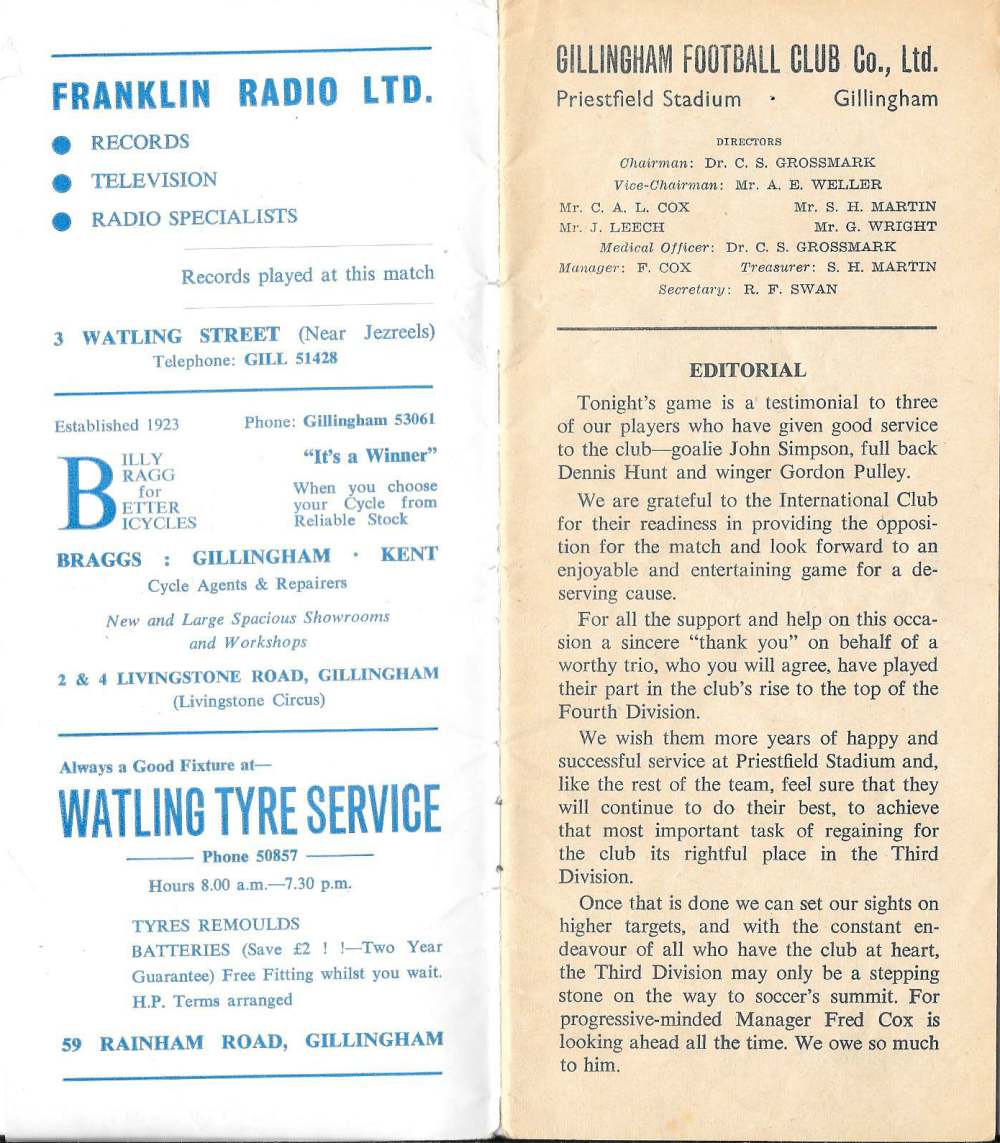 FRANKLIN RADIO LTD.
● RECORDS
● TELEVISION
● RADIO SPECIALISTS
Records played at this match
3 WATLING STREET (Near Jezreels)
Telephone: GILL 51428
Established 1923 Phone: Gillingham 53061
BILLY
RAGG
for
ETTER
ICYCLES
"It's a Winner"
When you choose
your Cycle from
Reliable Stock
BRAGGS : GILLINGHAM · KENT
Cycle Agents & Repairers
New and Large Spacious Showrooms
and Workshops
2 & 4 LIVINGSTONE ROAD, GILLINGHAM
(Livingstone Circus)
Always a Good Fixture at—
WATLING TYRE SERVICE
Phone 50857
Hours 8.00 a.m.—7.30 p.m.
TYRES REMOULDS
BATTERIES (Save £2 ! !—Two Year
Guarantee) Free Fitting whilst you wait.
H.P. Terms arranged
59 RAINHAM ROAD, GILLINGHAM
GILLINGHAM FOOTBALL CLUB Co., Ltd.
Priestfield Stadium · Gillingham
DIRECTORS
Chairman: Dr. C. S. GROSSMARK
Vice-Chairman: Mr. A. E. WELLER
Mr. C. A. L. COX Mr. S. H. MARTIN
Mr. J. LEECH Mr. G. WRIGHT
Medical Officer: Dr. C. S. GROSSMARK
Manager: F. COX Treasurer: S. H. MARTIN
Secretary: R. F. SWAN
EDITORIAL
Tonight's game is a testimonial to three
of our players who have given good service
to the club—goalie John Simpson, full back
Dennis Hunt and winger Gordon Pulley.
We are grateful to the International Club
for their readiness in providing the opposi-
tion for the match and look forward to an
enjoyable and entertaining game for a de-
serving cause.
For all the support and help on this occa-
sion a sincere "thank you" on behalf of a
worthy trio, who you will agree, have played
their part in the club's rise to the top of the
Fourth Division.
We wish them more years of happy and
successful service at Priestfield Stadium and,
like the rest of the team, feel sure that they
will continue to do their best, to achieve
that most important task of regaining for
the club its rightful place in the Third
Division.
Once that is done we can set our sights on
higher targets, and with the constant en-
deavour of all who have the club at heart,
the Third Division may only be a stepping
stone on the way to soccer's summit. For
progressive-minded Manager Fred Cox is
looking ahead all the time. We owe so much
to him.